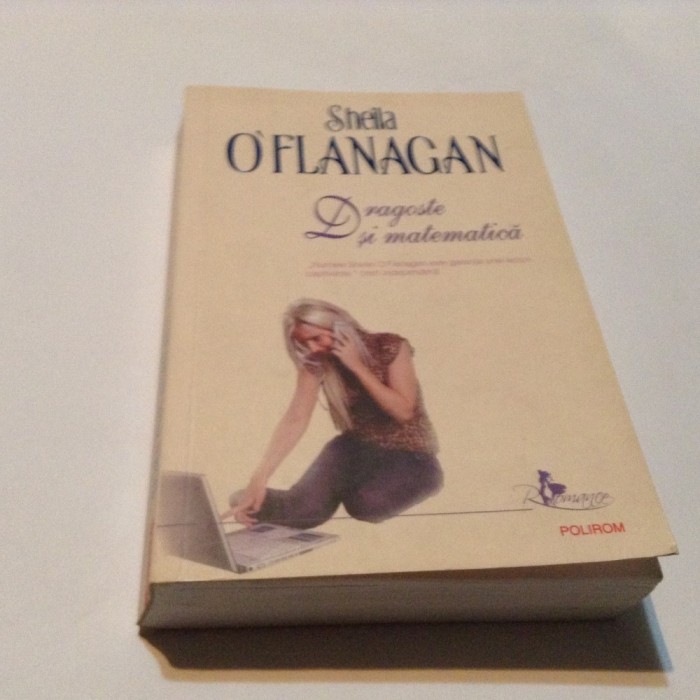 Sheila
O'FLANAGAN
Dragoste
și matematică
Romance
POLIROM